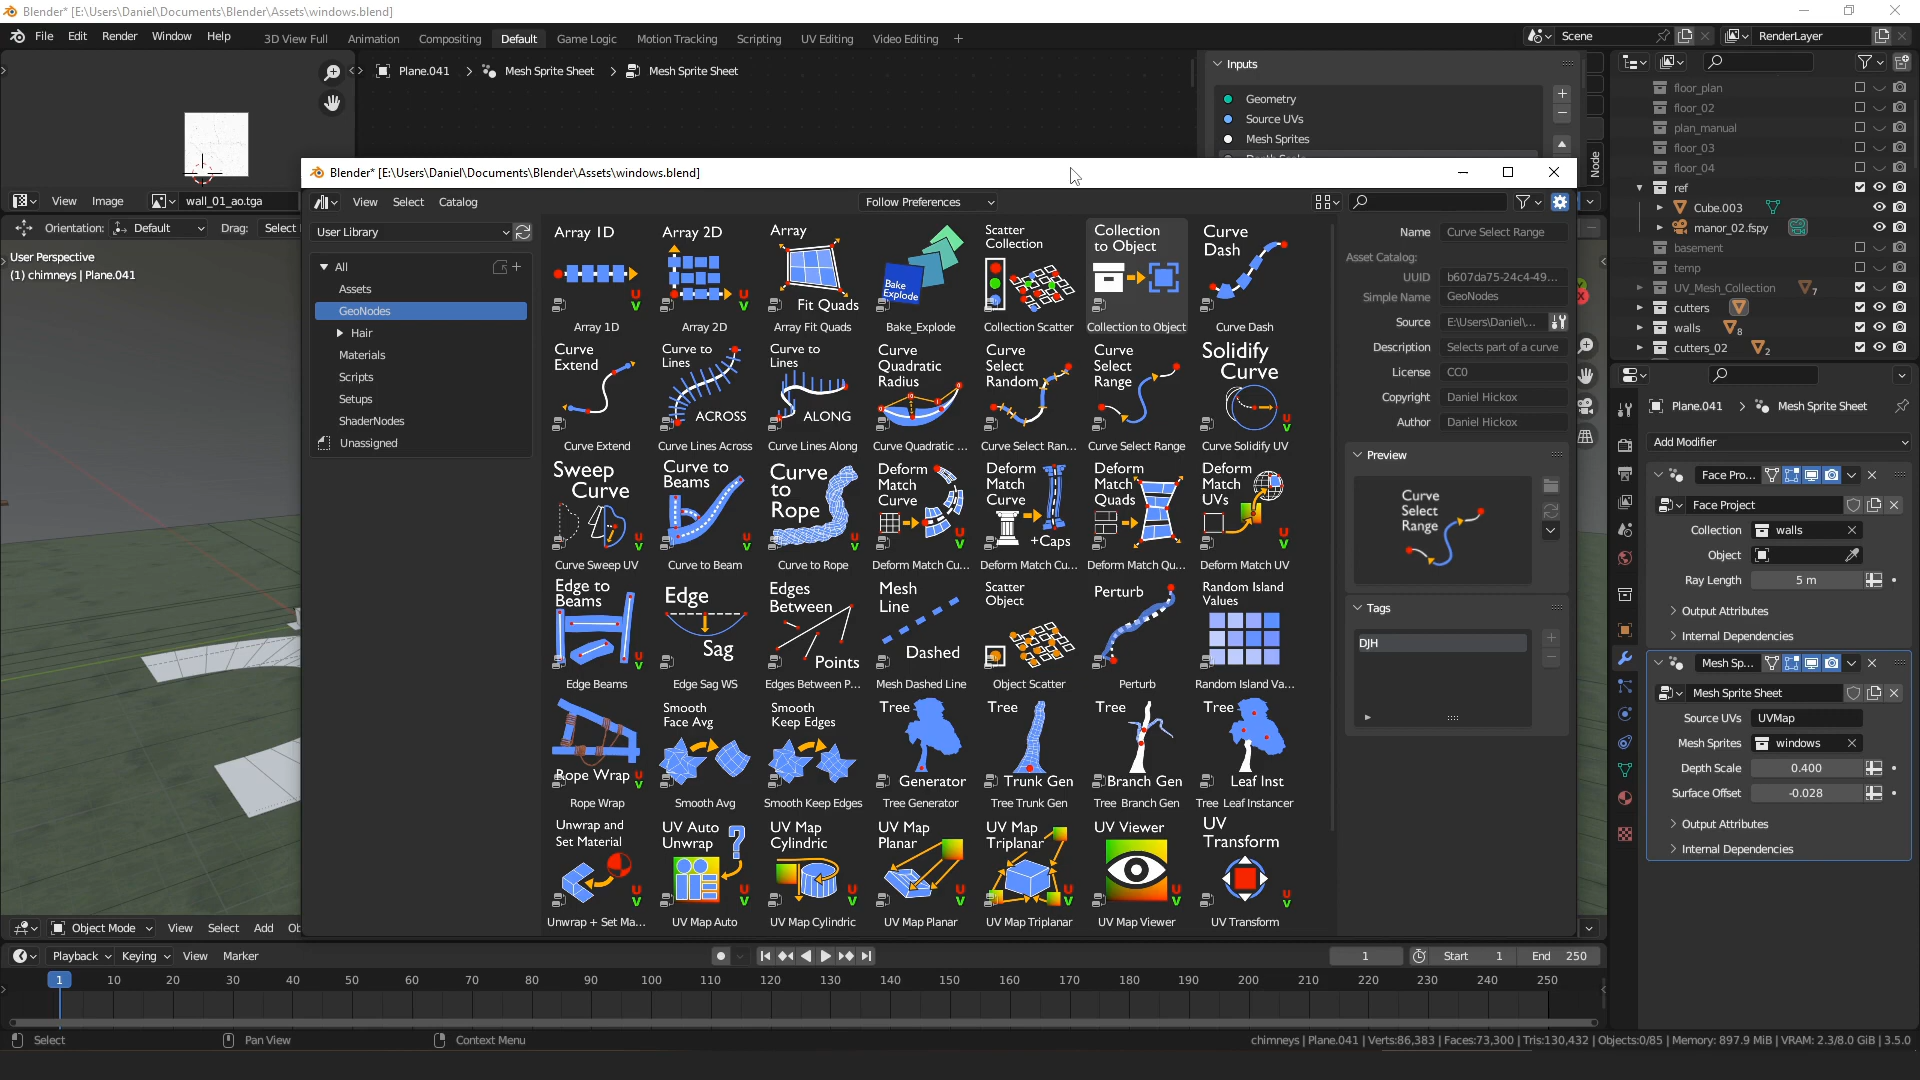 Blender* [E:\Users\Daniel\Documents\Blender\Assets\windows.blend]
File Edit Render Window Help 3D View Full Animation Compositing Default Game Logic Motion Tracking Scripting UV Editing Video Editing Scene RenderLayer
Plane.041 Mesh Sprite Sheet Mesh Sprite Sheet
Inputs
Geometry
Source UVs
Mesh Sprites
Node
View Image wall_01_ao.tga
Orientation: Default Drag: Select
User Perspective
(1) chimneys | Plane.041
Blender* [E:\Users\Daniel\Documents\Blender\Assets\windows.blend]
View Select Catalog Follow Preferences
User Library
All
Assets
GeoNodes
Hair
Materials
Scripts
Setups
ShaderNodes
Unassigned
Array 1D
U
V
Array 1D
Array 2D
U
V
Array 2D
Array
Fit Quads
Array Fit Quads
Bake
Explode
Bake_Explode
Scatter
Collection
Collection Scatter
Collection
to Object
Collection to Object
Curve
Dash
Curve Dash
Curve
Extend
Curve Extend
Curve to
Lines
ACROSS
Curve Lines Across
Curve to
Lines
ALONG
Curve Lines Along
Curve
Quadratic
Radius
Curve Quadratic ...
Curve
Select
Random
Curve Select Ran...
Curve
Select
Range
Curve Select Range
Solidify
Curve
U
V
Curve Solidify UV
Sweep
Curve
U
V
Curve Sweep UV
Curve to
Beams
U
V
Curve to Beam
Curve
to
Rope
U
V
Curve to Rope
Deform
Match
Curve
U
V
Deform Match Cu...
Deform
Match
Curve
+Caps
Deform Match Cu...
Deform
Match
Quads
Deform Match Qu...
Deform
Match
UVs
U
V
Deform Match UV
Edge to
Beams
U
V
Edge Beams
Edge
Sag
Edge Sag WS
Edges
Between
Points
Edges Between P...
Mesh
Line
Dashed
Mesh Dashed Line
Scatter
Object
Object Scatter
Perturb
Perturb
Random Island
Values
Random Island Va...
Rope Wrap
U
V
Rope Wrap
Smooth
Face Avg
Smooth Avg
Smooth
Keep Edges
Smooth Keep Edges
Tree
Generator
Tree Generator
Tree
Trunk Gen
Tree Trunk Gen
Tree
Branch Gen
Tree Branch Gen
Tree
Leaf Inst
Tree Leaf Instancer
Unwrap and
Set Material
U
V
Unwrap + Set Ma...
UV Auto
Unwrap
U
V
UV Map Auto
UV Map
Cylindric
U
V
UV Map Cylindric
UV Map
Planar
U
V
UV Map Planar
UV Map
Triplanar
U
V
UV Map Triplanar
UV Viewer
U
V
UV Map Viewer
UV
Transform
U
V
UV Transform
Name Curve Select Range
Asset Catalog:
UUID b607da75-24c4-49...
Simple Name GeoNodes
Source E:\Users\Daniel\...
Description Selects part of a curve
License CC0
Copyright Daniel Hickox
Author Daniel Hickox
Preview
Curve
Select
Range
Tags
DJH
floor_plan
floor_02
plan_manual
floor_03
floor_04
ref
Cube.003
manor_02.fspy
basement
temp
UV_Mesh_Collection 7
cutters
walls 8
cutters_02 2
Plane.041 Mesh Sprite Sheet
Add Modifier
Face Pro...
Face Project
Collection walls
Object
Ray Length 5 m
Output Attributes
Internal Dependencies
Mesh Sp...
Mesh Sprite Sheet
Source UVs UVMap
Mesh Sprites windows
Depth Scale 0.400
Surface Offset -0.028
Output Attributes
Internal Dependencies
Object Mode View Select Add Ob
Playback Keying View Marker 1 Start 1 End 250
1 10 20 30 40 50 60 70 80 90 100 110 120 130 140 150 160 170 180 190 200 210 220 230 240 250
Select Pan View Context Menu chimneys | Plane.041 | Verts:86,383 | Faces:73,300 | Tris:130,432 | Objects:0/85 | Memory: 897.9 MiB | VRAM: 2.3/8.0 GiB | 3.5.0